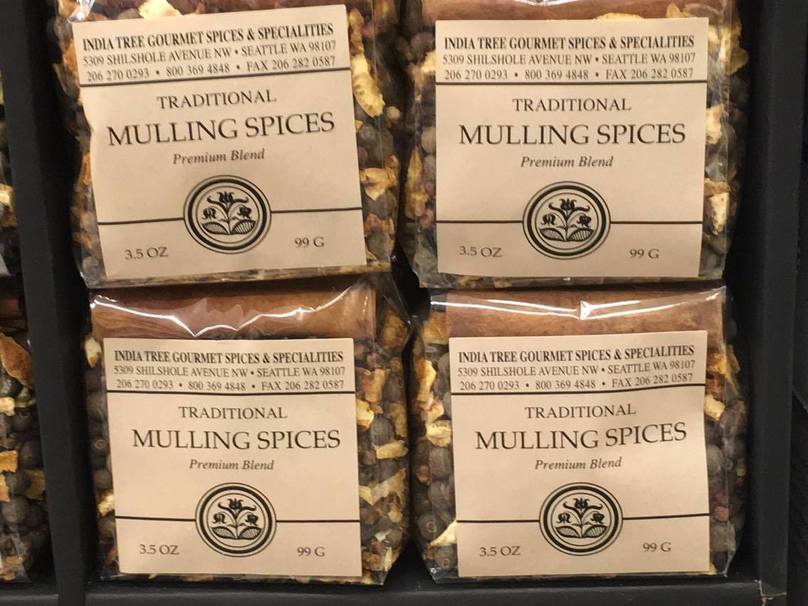 INDIA TREE GOURMET SPICES & SPECIALITIES
5309 SHILSHOLE AVENUE NW • SEATTLE WA 98107
206 270 0293 • 800 369 4848 • FAX 206 282 0587
TRADITIONAL
MULLING SPICES
Premium Blend
3.5 OZ 99 G
INDIA TREE GOURMET SPICES & SPECIALITIES
5309 SHILSHOLE AVENUE NW • SEATTLE WA 98107
206 270 0293 • 800 369 4848 • FAX 206 282 0587
TRADITIONAL
MULLING SPICES
Premium Blend
3.5 OZ 99 G
INDIA TREE GOURMET SPICES & SPECIALITIES
5309 SHILSHOLE AVENUE NW • SEATTLE WA 98107
206 270 0293 • 800 369 4848 • FAX 206 282 0587
TRADITIONAL
MULLING SPICES
Premium Blend
3.5 OZ 99 G
INDIA TREE GOURMET SPICES & SPECIALITIES
5309 SHILSHOLE AVENUE NW • SEATTLE WA 98107
206 270 0293 • 800 369 4848 • FAX 206 282 0587
TRADITIONAL
MULLING SPICES
Premium Blend
3.5 OZ 99 G